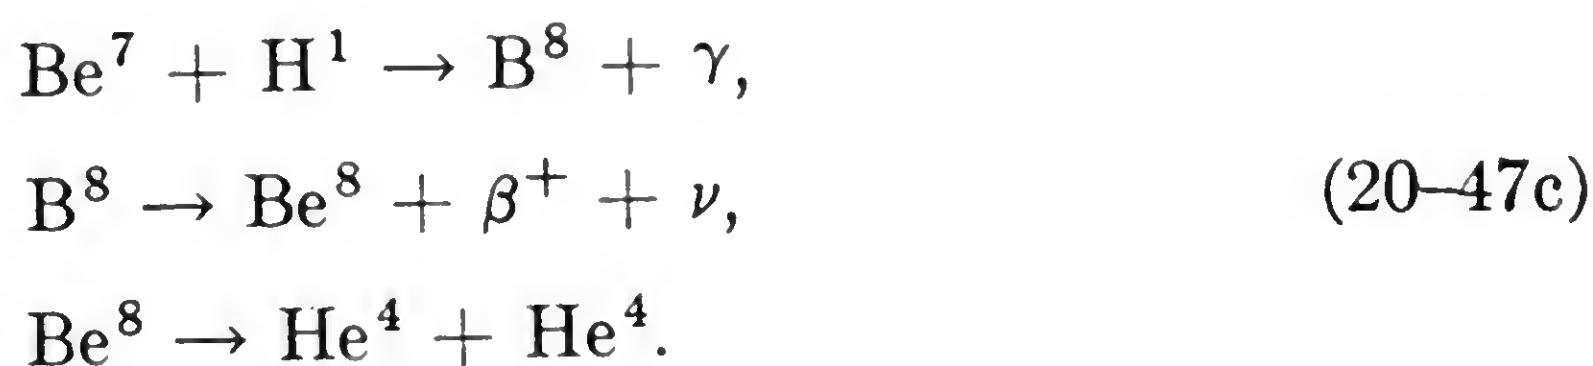 Be⁷ + H¹ → B⁸ + γ,
B⁸ → Be⁸ + β⁺ + ν, (20–47c)
Be⁸ → He⁴ + He⁴.